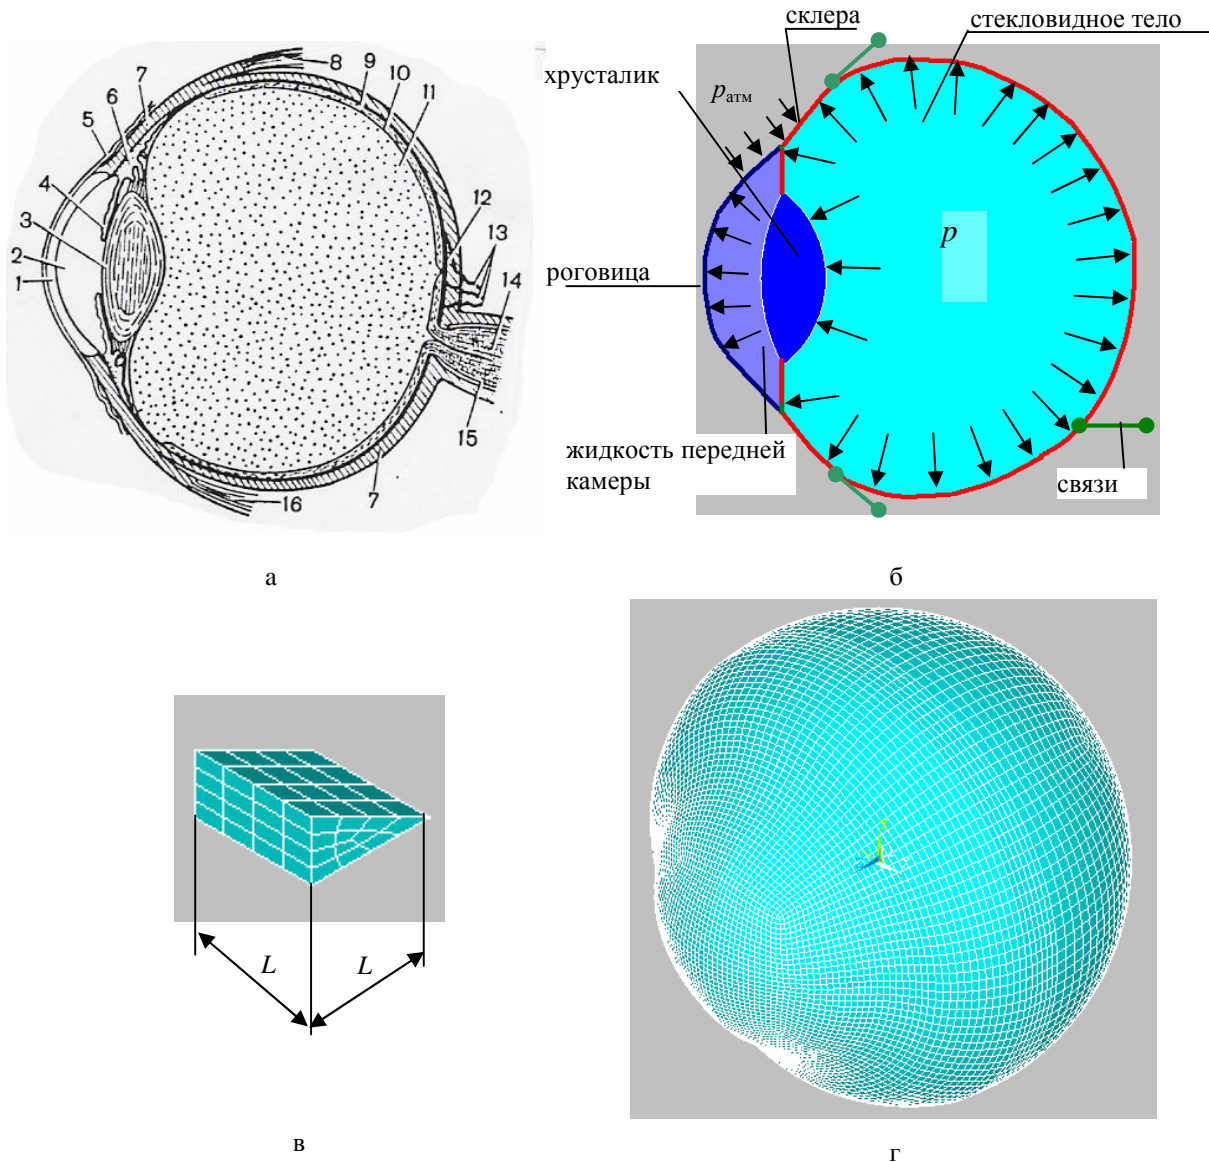 1
2
3
4
5
6
7
8
9
10
11
12
13
14
15
7
16
а
склера
стекловидное тело
хрусталик
pатм
p
роговица
жидкость передней
камеры
связи
б
L
L
в
г